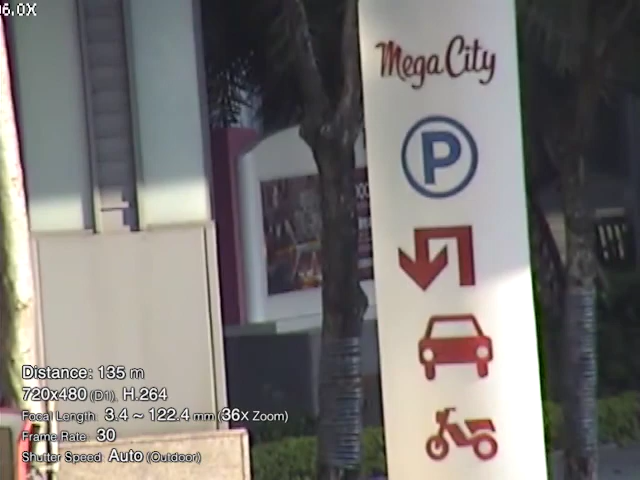 6.0X
Mega City
P
Distance: 135 m
720x480 (D1), H.264
Focal Length 3.4 ~ 122.4 mm (36X Zoom)
Frame Rate 30
Shutter Speed Auto (Outdoor)